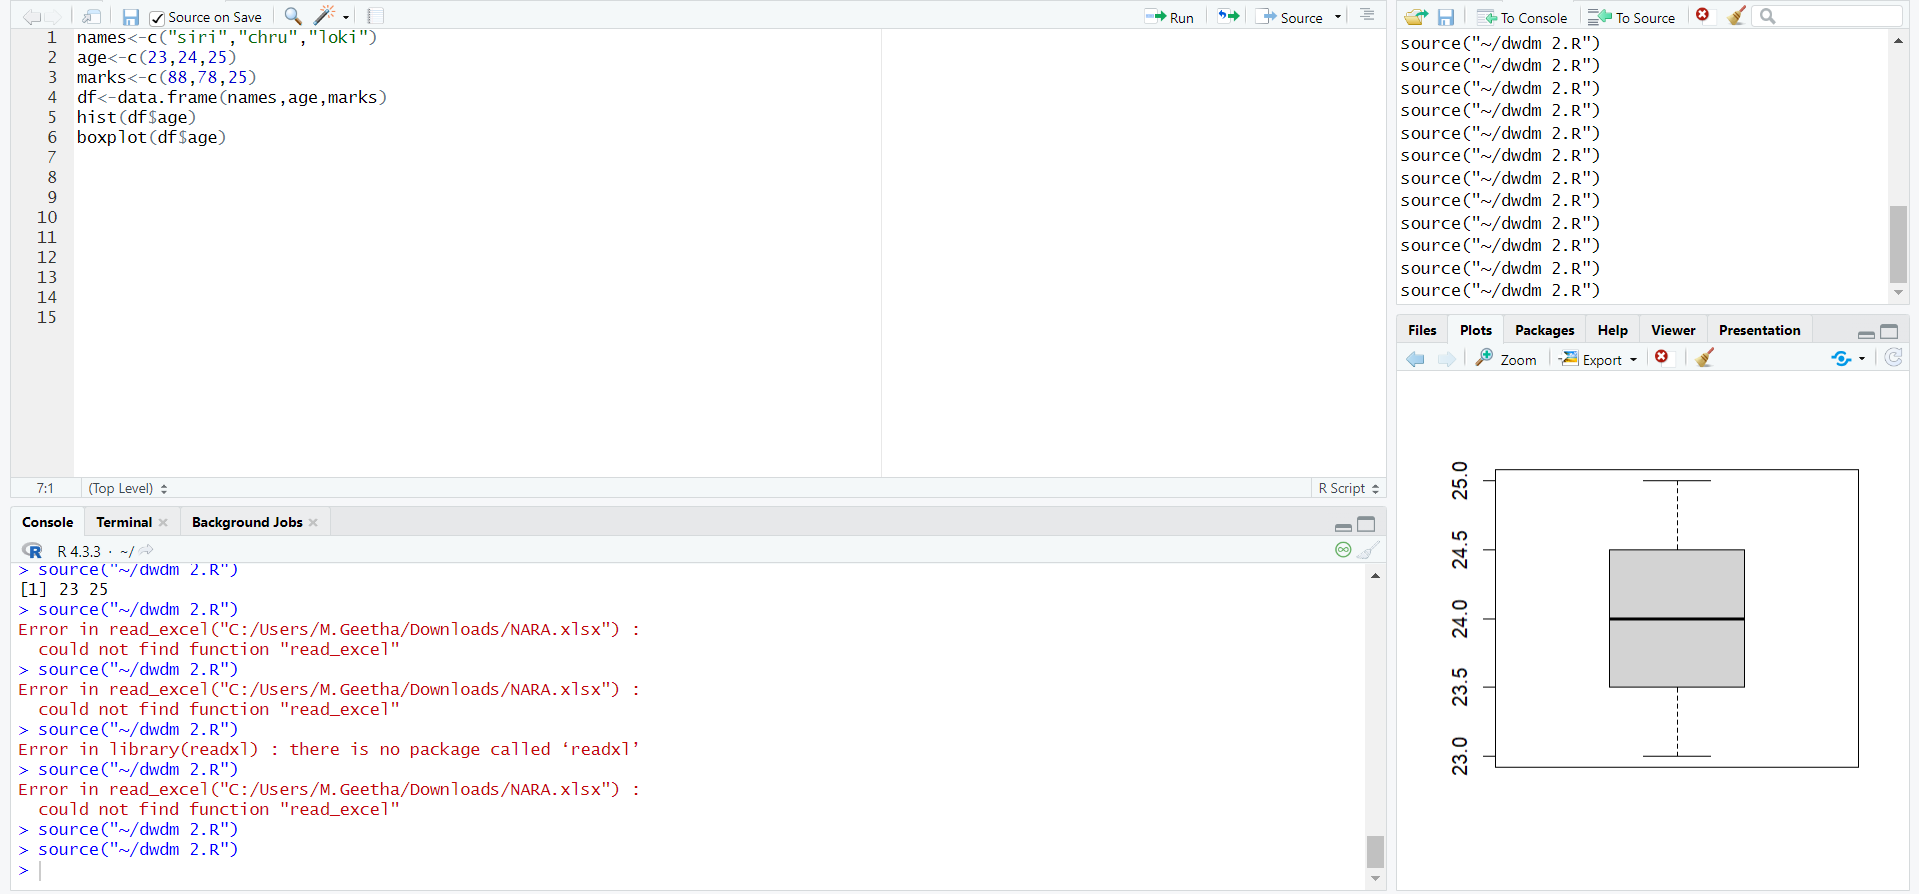 Source on Save
Run
Source
1 names<-c("siri","chru","loki")
2 age<-c(23,24,25)
3 marks<-c(88,78,25)
4 df<-data.frame(names,age,marks)
5 hist(df$age)
6 boxplot(df$age)
7
8
9
10
11
12
13
14
15
7:1 (Top Level) R Script
Console Terminal Background Jobs
R 4.3.3 · ~/
> source("~/dwdm 2.R")
[1] 23 25
> source("~/dwdm 2.R")
Error in read_excel("C:/Users/M.Geetha/Downloads/NARA.xlsx") :
could not find function "read_excel"
> source("~/dwdm 2.R")
Error in read_excel("C:/Users/M.Geetha/Downloads/NARA.xlsx") :
could not find function "read_excel"
> source("~/dwdm 2.R")
Error in library(readxl) : there is no package called ‘readxl’
> source("~/dwdm 2.R")
Error in read_excel("C:/Users/M.Geetha/Downloads/NARA.xlsx") :
could not find function "read_excel"
> source("~/dwdm 2.R")
> source("~/dwdm 2.R")
>
To Console To Source
source("~/dwdm 2.R")
source("~/dwdm 2.R")
source("~/dwdm 2.R")
source("~/dwdm 2.R")
source("~/dwdm 2.R")
source("~/dwdm 2.R")
source("~/dwdm 2.R")
source("~/dwdm 2.R")
source("~/dwdm 2.R")
source("~/dwdm 2.R")
source("~/dwdm 2.R")
source("~/dwdm 2.R")
Files Plots Packages Help Viewer Presentation
Zoom Export
25.0
24.5
24.0
23.5
23.0